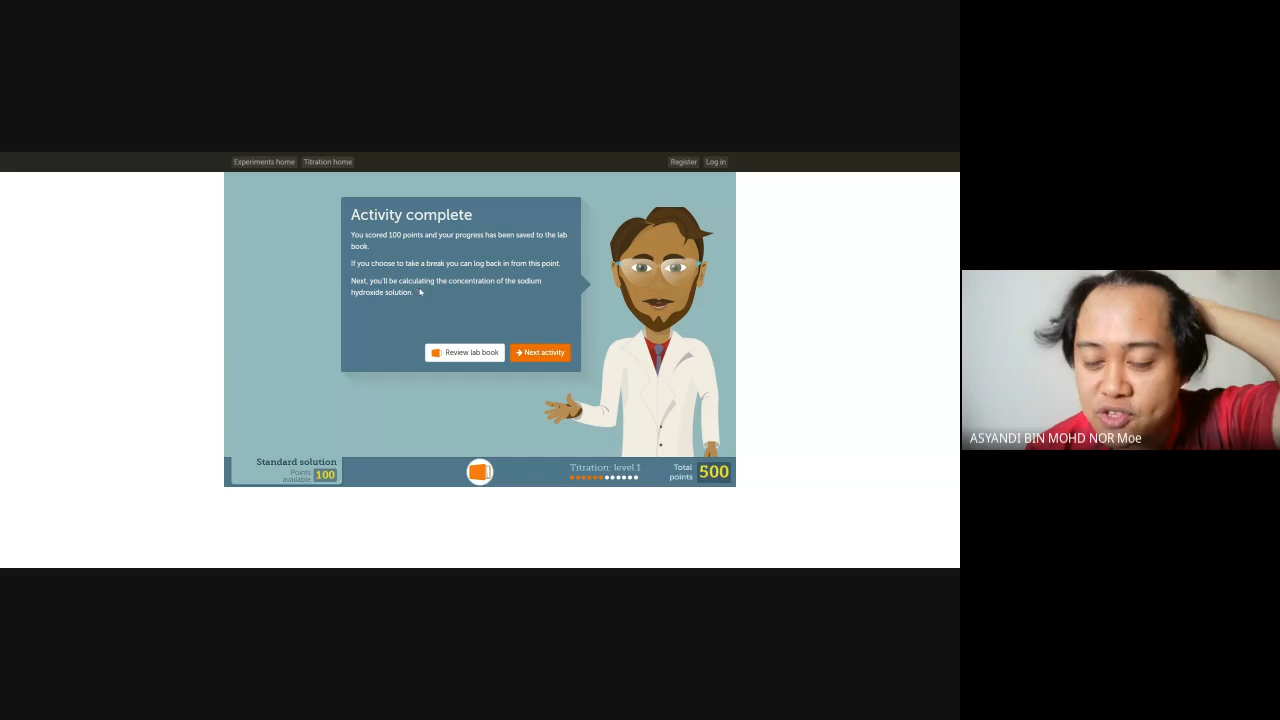 Experiments home Titration home Register Log in
Activity complete
You scored 100 points and your progress has been saved to the lab
book.
If you choose to take a break you can log back in from this point.
Next, you'll be calculating the concentration of the sodium
hydroxide solution.
Review lab book Next activity
Standard solution
Points
available 100
Titration: level 1
Total
points 500
ASYANDI BIN MOHD NOR Moe